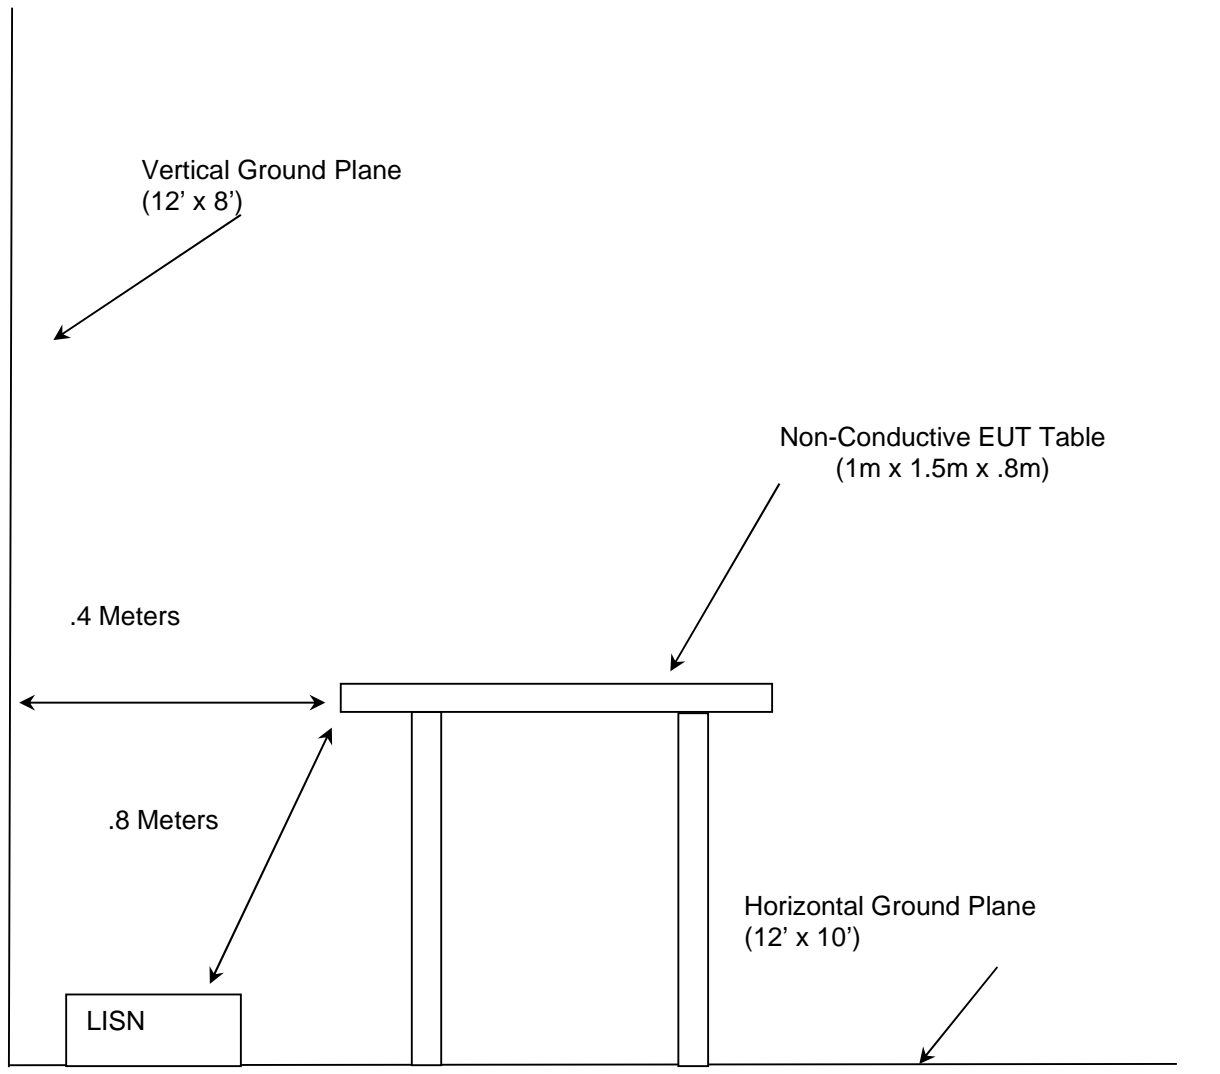 Vertical Ground Plane
(12’ x 8’)
Non-Conductive EUT Table
(1m x 1.5m x .8m)
.4 Meters
.8 Meters
Horizontal Ground Plane
(12’ x 10’)
LISN